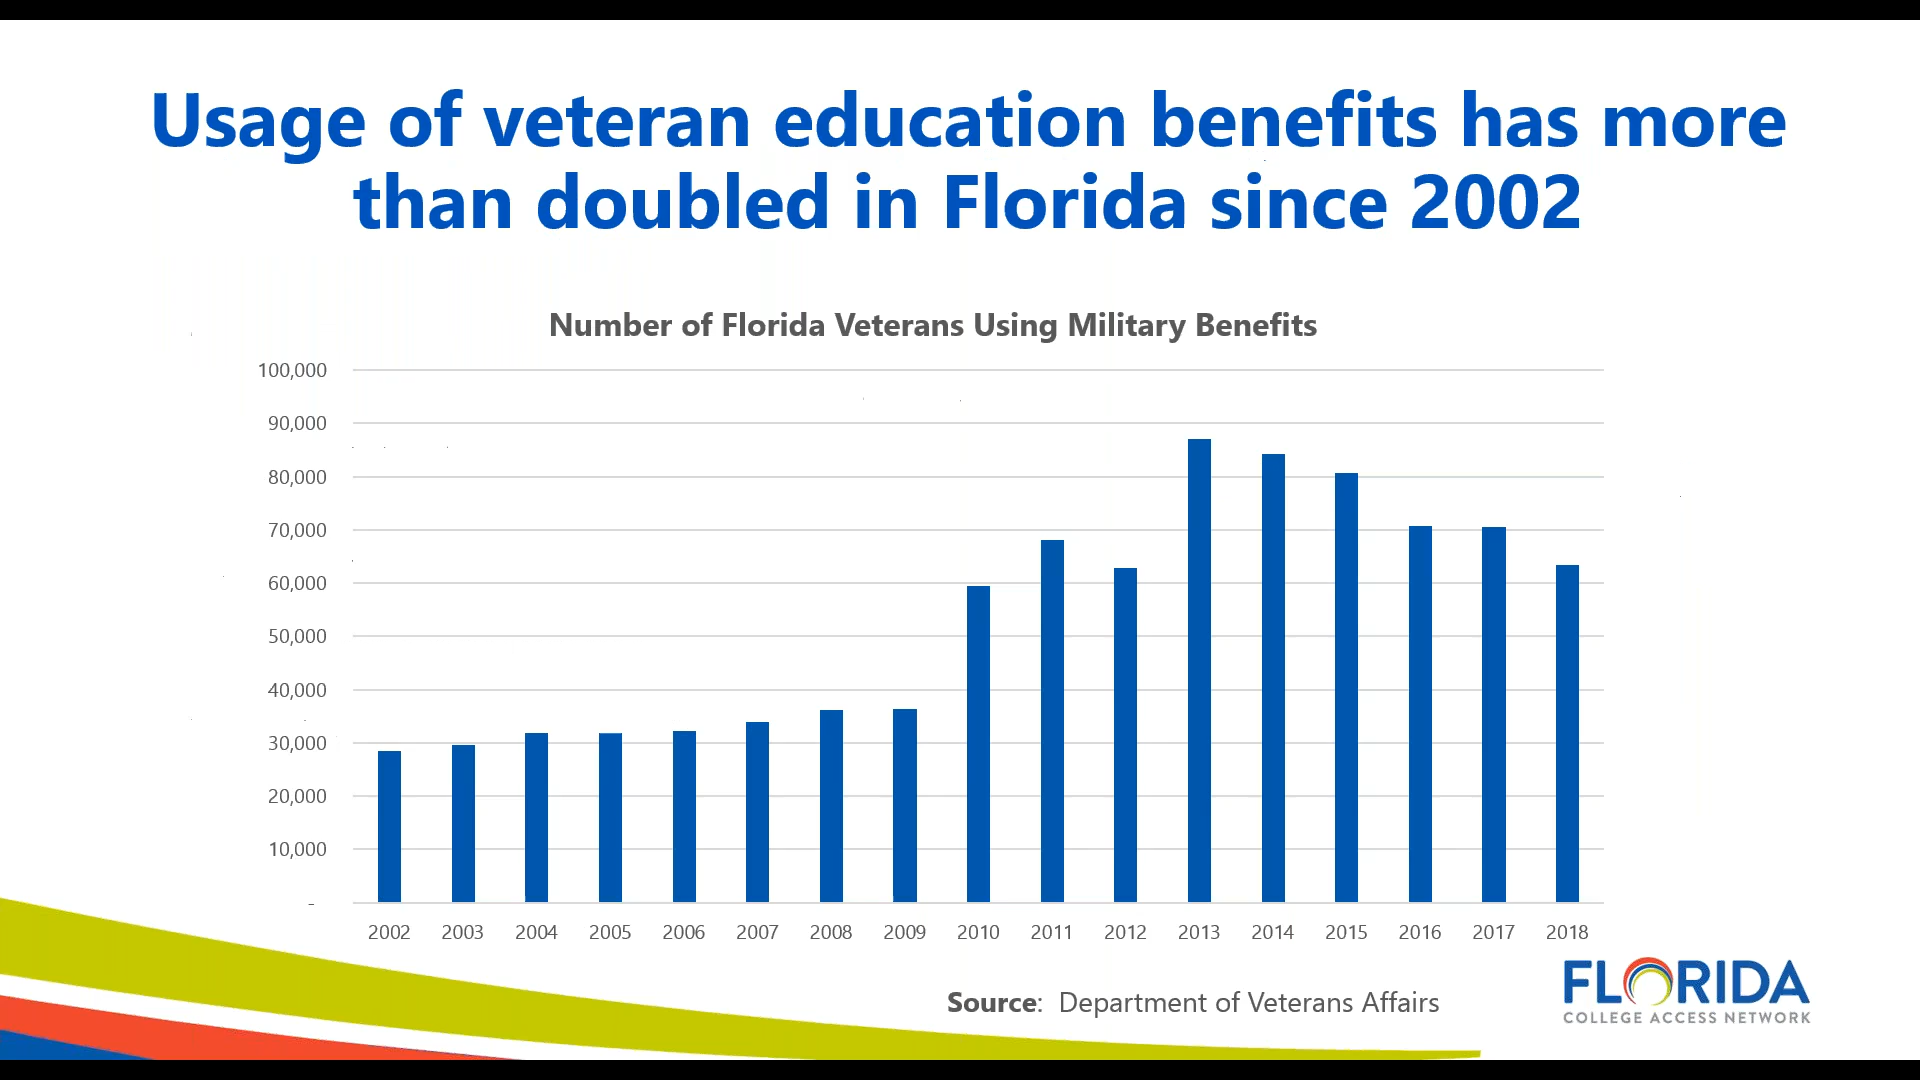 Usage of veteran education benefits has more
than doubled in Florida since 2002
Number of Florida Veterans Using Military Benefits
100,000
90,000
80,000
70,000
60,000
50,000
40,000
30,000
20,000
10,000
-
2002 2003 2004 2005 2006 2007 2008 2009 2010 2011 2012 2013 2014 2015 2016 2017 2018
Source: Department of Veterans Affairs
FLORIDA
COLLEGE ACCESS NETWORK